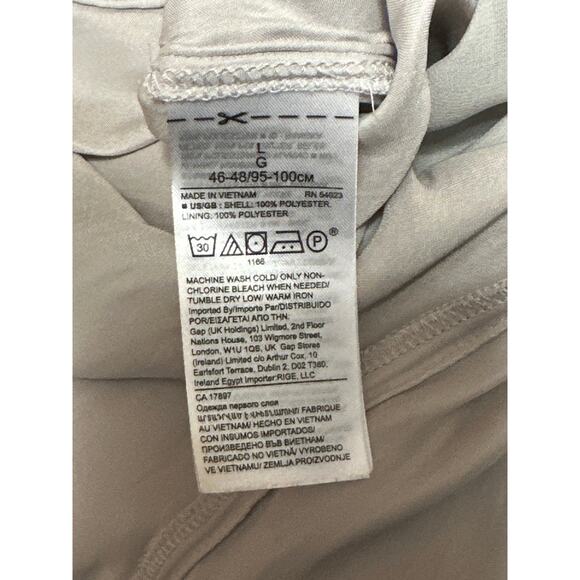 L
G
46-48/95-100CM
MADE IN VIETNAM RN 54023
■ US/GB : SHELL: 100% POLYESTER
LINING: 100% POLYESTER
30 P ®
1166
MACHINE WASH COLD/ ONLY NON-
CHLORINE BLEACH WHEN NEEDED/
TUMBLE DRY LOW/ WARM IRON
Imported By/Importe Par/Importado
POR/ΕΙΣΑΓΕΤΑΙ ΑΠΟ ΤΗΝ:
Gap (UK Holdings) Limited, 2nd Floor
Nations House, 103 Wigmore Street,
London, W1U 1QS, UK Gap Stores
(Ireland) Limited c/o Arthur Cox, 10
Earlsfort Terrace, Dublin 2, D02 T380,
Ireland Egypt Importer:RIGE, LLC
CA 17897
Одежда первого слоя
FABRIQUE
AU VIETNAM/ HECHO EN VIETNAM
CON INSUMOS IMPORTADOS/
ПРОИЗВЕДЕНО ВЪВ ВИЕТНАМ/
FABRICADO NO VIETNÃ/ VYROBENO
VE VIETNAMU/ ZEMLJA PROIZVODNJE